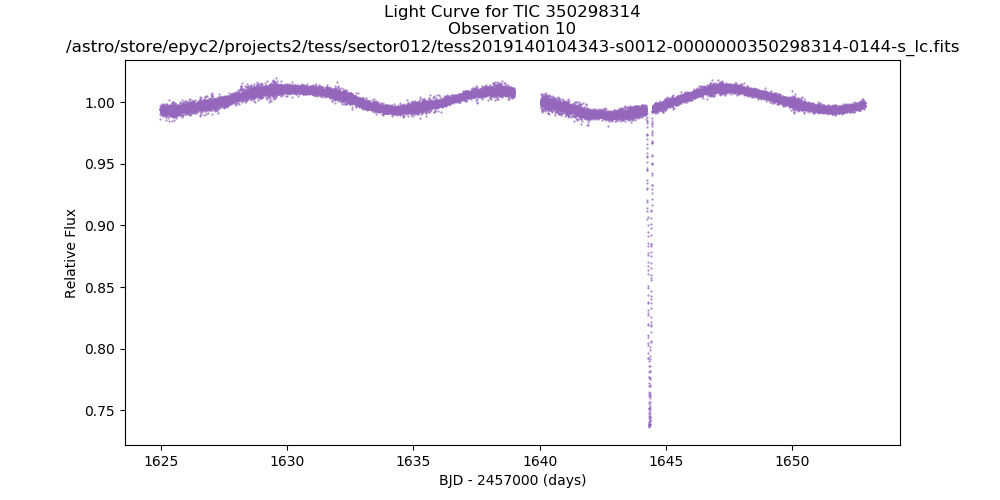 Light Curve for TIC 350298314
Observation 10
/astro/store/epyc2/projects2/tess/sector012/tess2019140104343-s0012-0000000350298314-0144-s_lc.fits
Relative Flux
1.00
0.95
0.90
0.85
0.80
0.75
1625 1630 1635 1640 1645 1650
BJD - 2457000 (days)